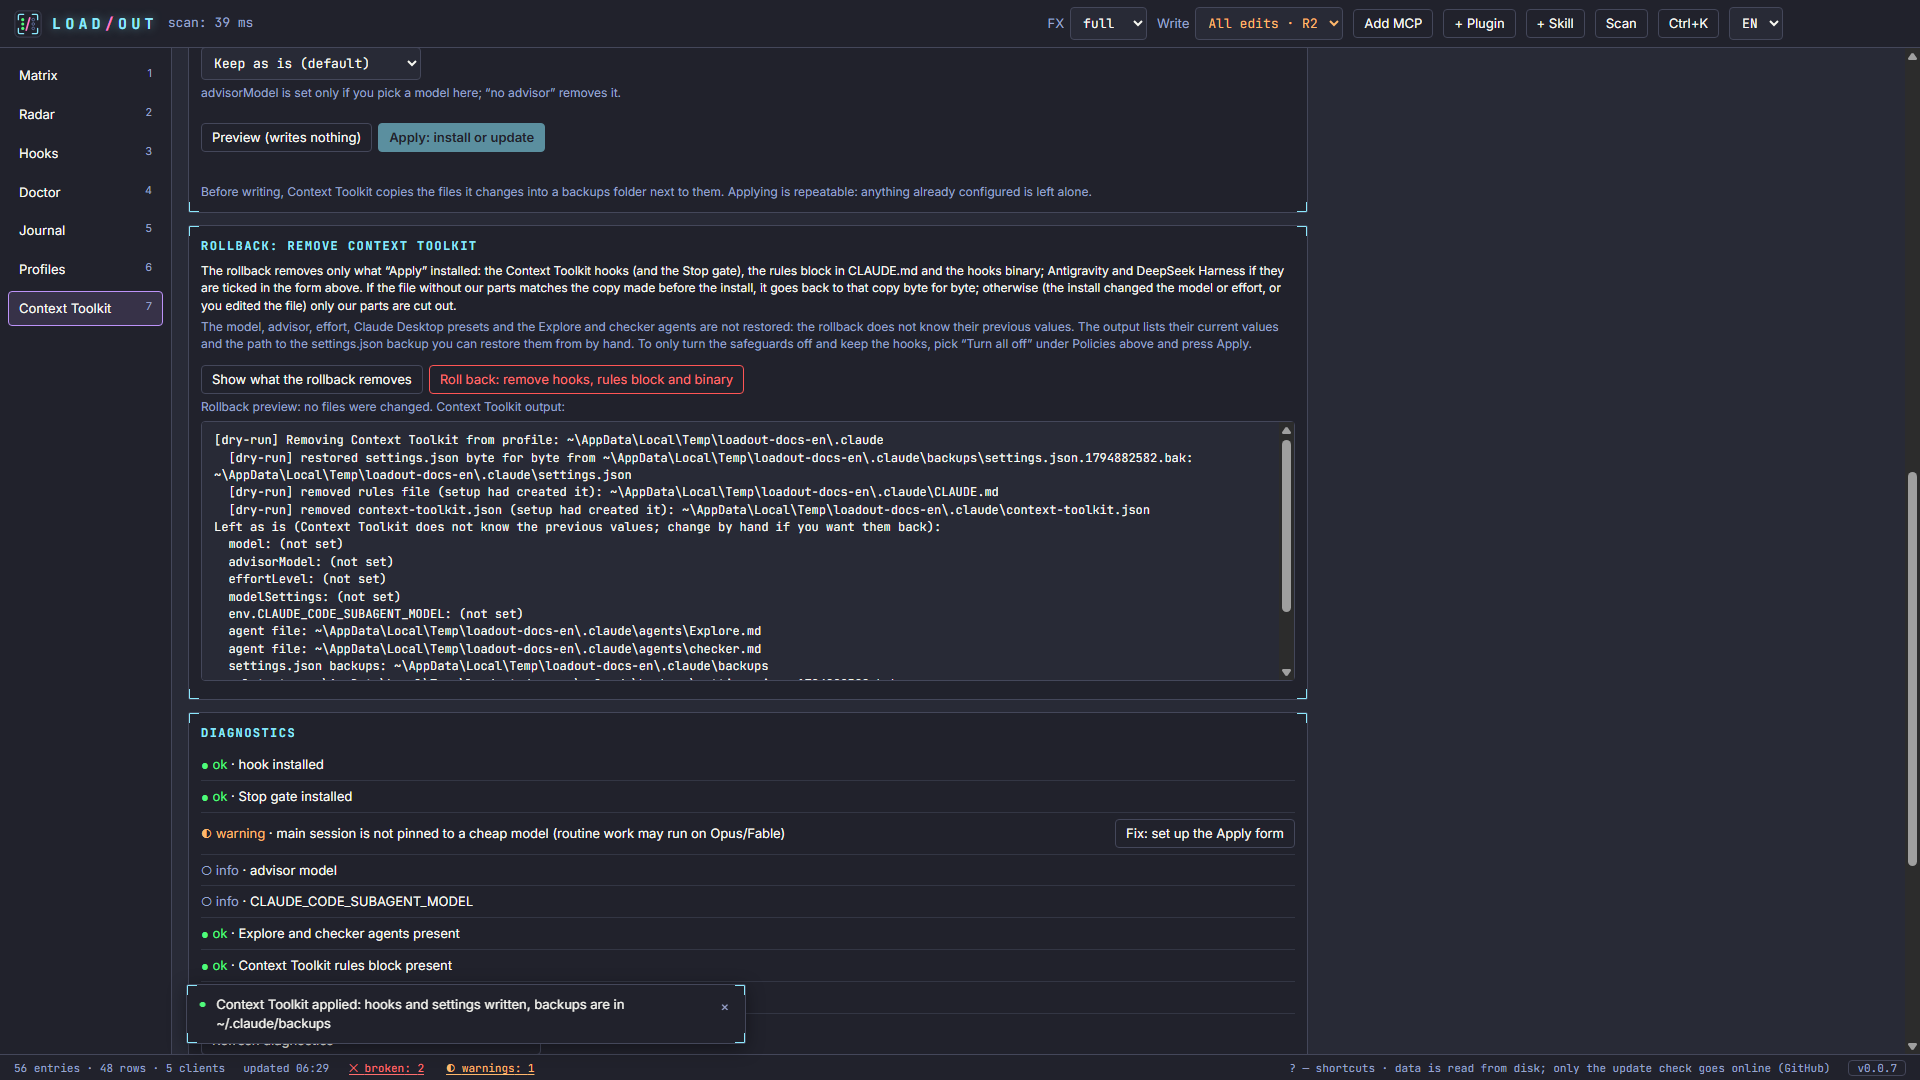 LOAD/OUT scan: 39 ms FX full Write All edits · R2 Add MCP + Plugin + Skill Scan Ctrl+K EN
Matrix 1
Radar 2
Hooks 3
Doctor 4
Journal 5
Profiles 6
Context Toolkit 7
Keep as is (default)
advisorModel is set only if you pick a model here; “no advisor” removes it.
Preview (writes nothing) Apply: install or update
Before writing, Context Toolkit copies the files it changes into a backups folder next to them. Applying is repeatable: anything already configured is left alone.
ROLLBACK: REMOVE CONTEXT TOOLKIT
The rollback removes only what “Apply” installed: the Context Toolkit hooks (and the Stop gate), the rules block in CLAUDE.md and the hooks binary; Antigravity and DeepSeek Harness if they
are ticked in the form above. If the file without our parts matches the copy made before the install, it goes back to that copy byte for byte; otherwise (the install changed the model or effort, or
you edited the file) only our parts are cut out.
The model, advisor, effort, Claude Desktop presets and the Explore and checker agents are not restored: the rollback does not know their previous values. The output lists their current values
and the path to the settings.json backup you can restore them from by hand. To only turn the safeguards off and keep the hooks, pick “Turn all off” under Policies above and press Apply.
Show what the rollback removes Roll back: remove hooks, rules block and binary
Rollback preview: no files were changed. Context Toolkit output:
[dry-run] Removing Context Toolkit from profile: ~\AppData\Local\Temp\loadout-docs-en\.claude
[dry-run] restored settings.json byte for byte from ~\AppData\Local\Temp\loadout-docs-en\.claude\backups\settings.json.1794882582.bak:
~\AppData\Local\Temp\loadout-docs-en\.claude\settings.json
[dry-run] removed rules file (setup had created it): ~\AppData\Local\Temp\loadout-docs-en\.claude\CLAUDE.md
[dry-run] removed context-toolkit.json (setup had created it): ~\AppData\Local\Temp\loadout-docs-en\.claude\context-toolkit.json
Left as is (Context Toolkit does not know the previous values; change by hand if you want them back):
model: (not set)
advisorModel: (not set)
effortLevel: (not set)
modelSettings: (not set)
env.CLAUDE_CODE_SUBAGENT_MODEL: (not set)
agent file: ~\AppData\Local\Temp\loadout-docs-en\.claude\agents\Explore.md
agent file: ~\AppData\Local\Temp\loadout-docs-en\.claude\agents\checker.md
settings.json backups: ~\AppData\Local\Temp\loadout-docs-en\.claude\backups
DIAGNOSTICS
ok · hook installed
ok · Stop gate installed
warning · main session is not pinned to a cheap model (routine work may run on Opus/Fable) Fix: set up the Apply form
info · advisor model
info · CLAUDE_CODE_SUBAGENT_MODEL
ok · Explore and checker agents present
ok · Context Toolkit rules block present
Context Toolkit applied: hooks and settings written, backups are in ×
~/.claude/backups
56 entries · 48 rows · 5 clients updated 06:29 broken: 2 warnings: 1 ? — shortcuts · data is read from disk; only the update check goes online (GitHub) v0.0.7